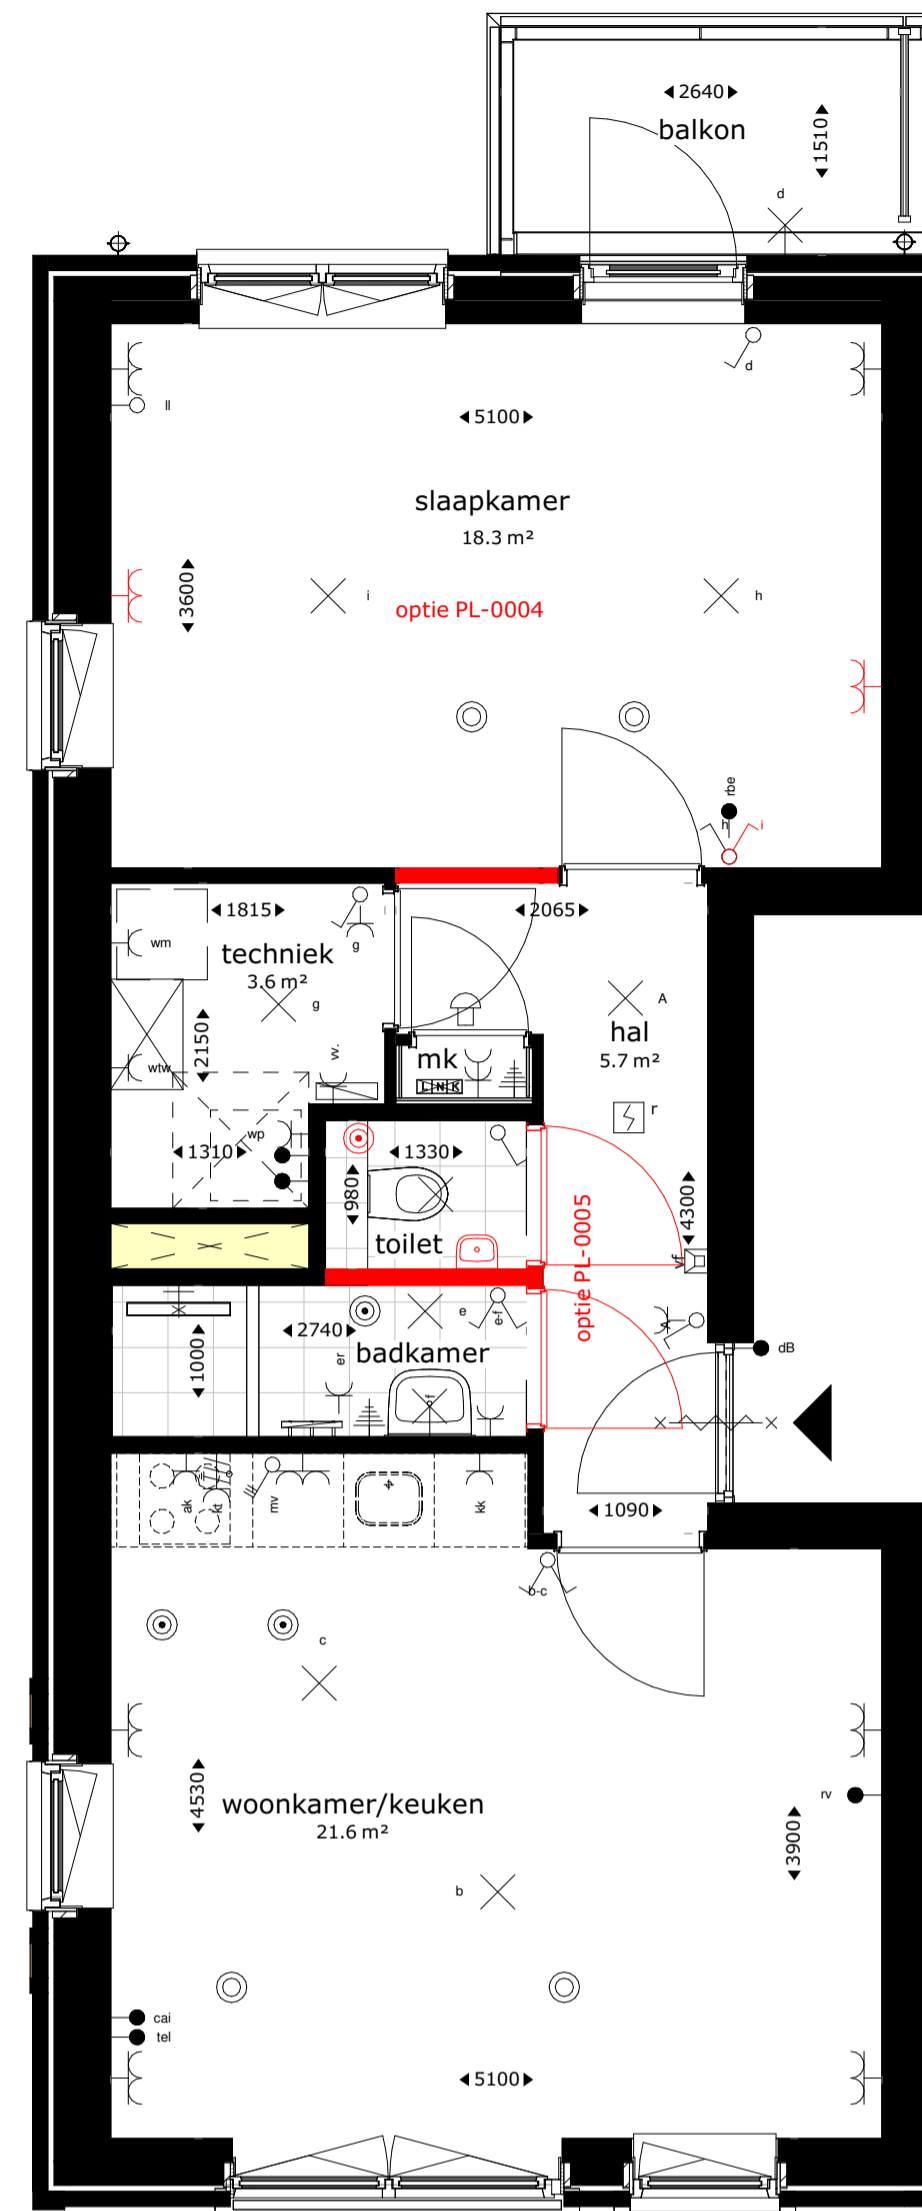 2640
balkon
1510
d
d
ll
5100
slaapkamer
18.3 m²
3600
i
optie PL-0004
h
rbe
h
i
1815
2065
techniek
3.6 m²
wm
g
g
A
hal
5.7 m²
2150
wtw
vv.
mk
L N K
r
wp
1310
1330
980
4300
toilet
vf
optie PL-0005
A
2740
e
e-f
badkamer
1000
er
f
dB
ak
kt
mv
kk
1090
b-c
c
4530
woonkamer/keuken
21.6 m²
rv
3900
b
cai
tel
5100